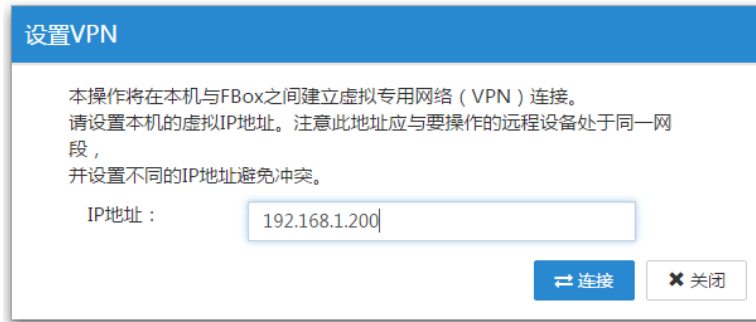 设置VPN
本操作将在本机与FBox之间建立虚拟专用网络（VPN）连接。
请设置本机的虚拟IP地址。注意此地址应与要操作的远程设备处于同一网
段，
并设置不同的IP地址避免冲突。
IP地址： 192.168.1.200
连接 关闭